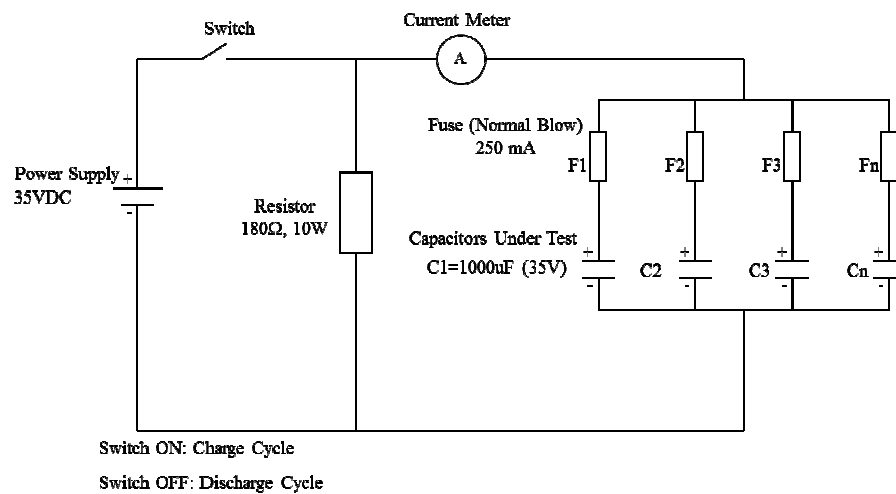 Current Meter
Switch
A
Fuse (Normal Blow)
250 mA
F1
F2
F3
Fn
Power Supply
35VDC
+
-
Resistor
180Ω, 10W
Capacitors Under Test
C1=1000uF (35V)
+
-
C2
+
-
C3
+
-
Cn
+
-
Switch ON: Charge Cycle
Switch OFF: Discharge Cycle